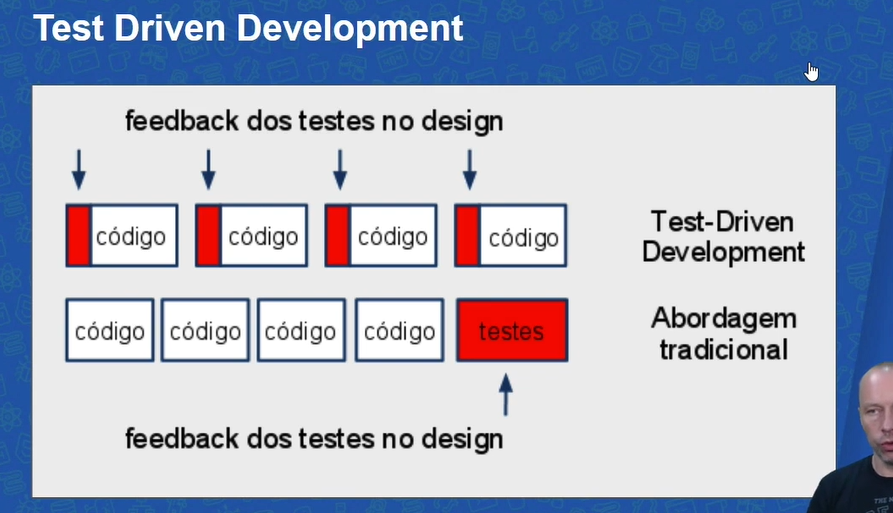 Test Driven Development
feedback dos testes no design
código código código código
Test-Driven
Development
código código código código testes
Abordagem
tradicional
feedback dos testes no design